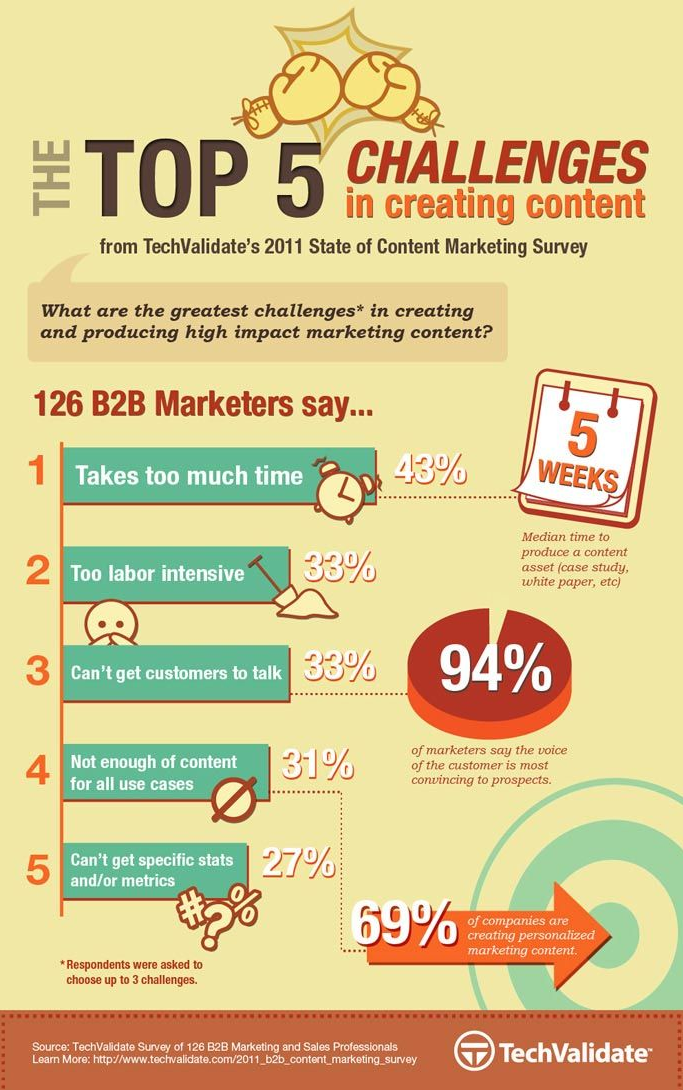 THE TOP 5 CHALLENGES
in creating content
from TechValidate's 2011 State of Content Marketing Survey
What are the greatest challenges* in creating
and producing high impact marketing content?
126 B2B Marketers say...
1 Takes too much time 43%
5
WEEKS
Median time to
produce a content
asset (case study,
white paper, etc)
2 Too labor intensive 33%
3 Can't get customers to talk 33%
94%
of marketers say the voice
of the customer is most
convincing to prospects.
4 Not enough of content
for all use cases
31%
5 Can't get specific stats
and/or metrics
27%
#?%
69%
of companies are
creating personalized
marketing content.
* Respondents were asked to
choose up to 3 challenges.
Source: TechValidate Survey of 126 B2B Marketing and Sales Professionals
Learn More: http://www.techvalidate.com/2011_b2b_content_marketing_survey
TechValidate™